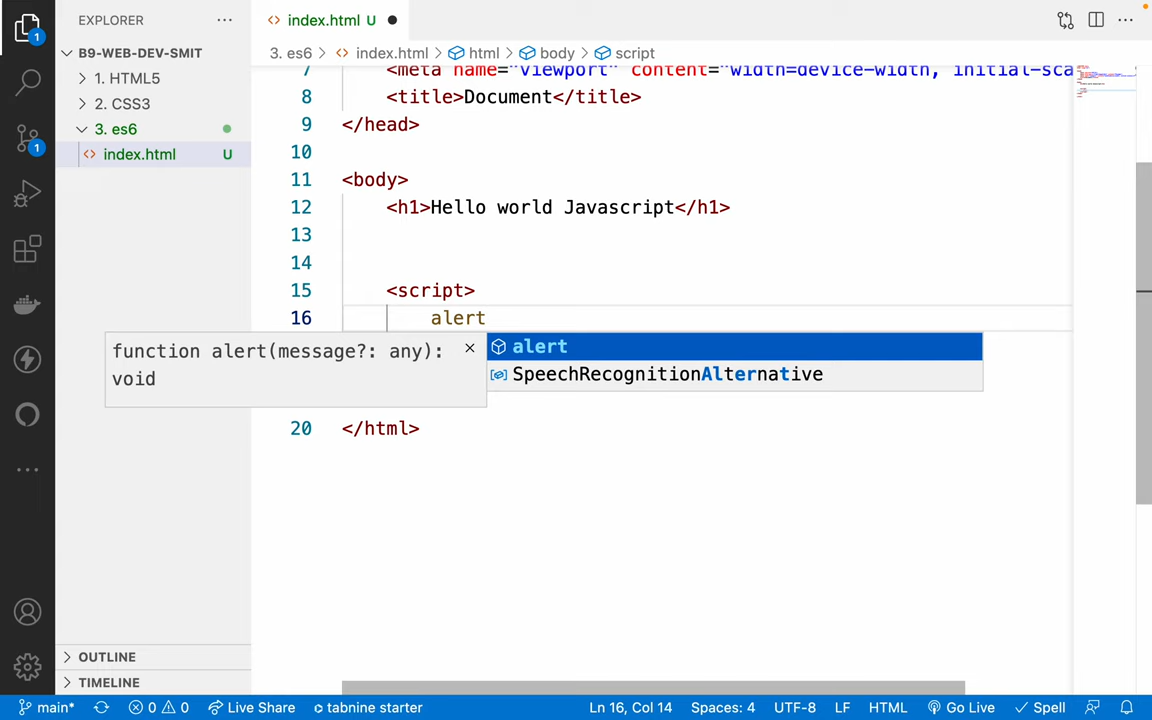 EXPLORER
index.html U
B9-WEB-DEV-SMIT
3. es6 > index.html > html > body > script
1. HTML5
2. CSS3
3. es6
index.html U
7 <meta name="viewport" content="width=device-width, initial-sca
8 <title>Document</title>
9 </head>
10
11 <body>
12 <h1>Hello world Javascript</h1>
13
14
15 <script>
16 alert
function alert(message?: any):
void
alert
SpeechRecognitionAlternative
20 </html>
OUTLINE
TIMELINE
1
1
main* 0 0 Live Share tabnine starter Ln 16, Col 14 Spaces: 4 UTF-8 LF HTML Go Live Spell